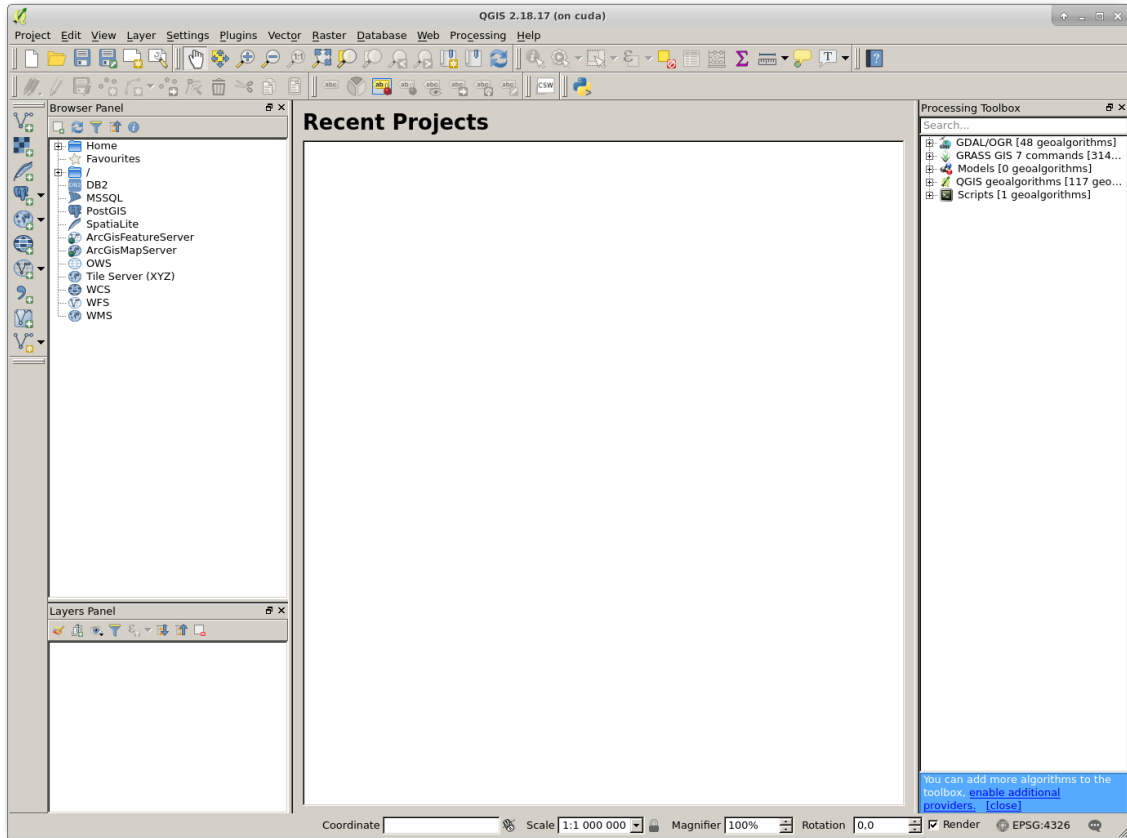 QGIS 2.18.17 (on cuda)
Project Edit View Layer Settings Plugins Vector Raster Database Web Processing Help
CSW
Browser Panel
Home
Favourites
/
DB2
MSSQL
PostGIS
SpatiaLite
ArcGisFeatureServer
ArcGisMapServer
OWS
Tile Server (XYZ)
WCS
WFS
WMS
Layers Panel
Recent Projects
Processing Toolbox
Search...
GDAL/OGR [48 geoalgorithms]
GRASS GIS 7 commands [314...
Models [0 geoalgorithms]
QGIS geoalgorithms [117 geo...
Scripts [1 geoalgorithms]
You can add more algorithms to the
toolbox, enable additional
providers. [close]
Coordinate Scale 1:1 000 000 Magnifier 100% Rotation 0,0 Render EPSG:4326